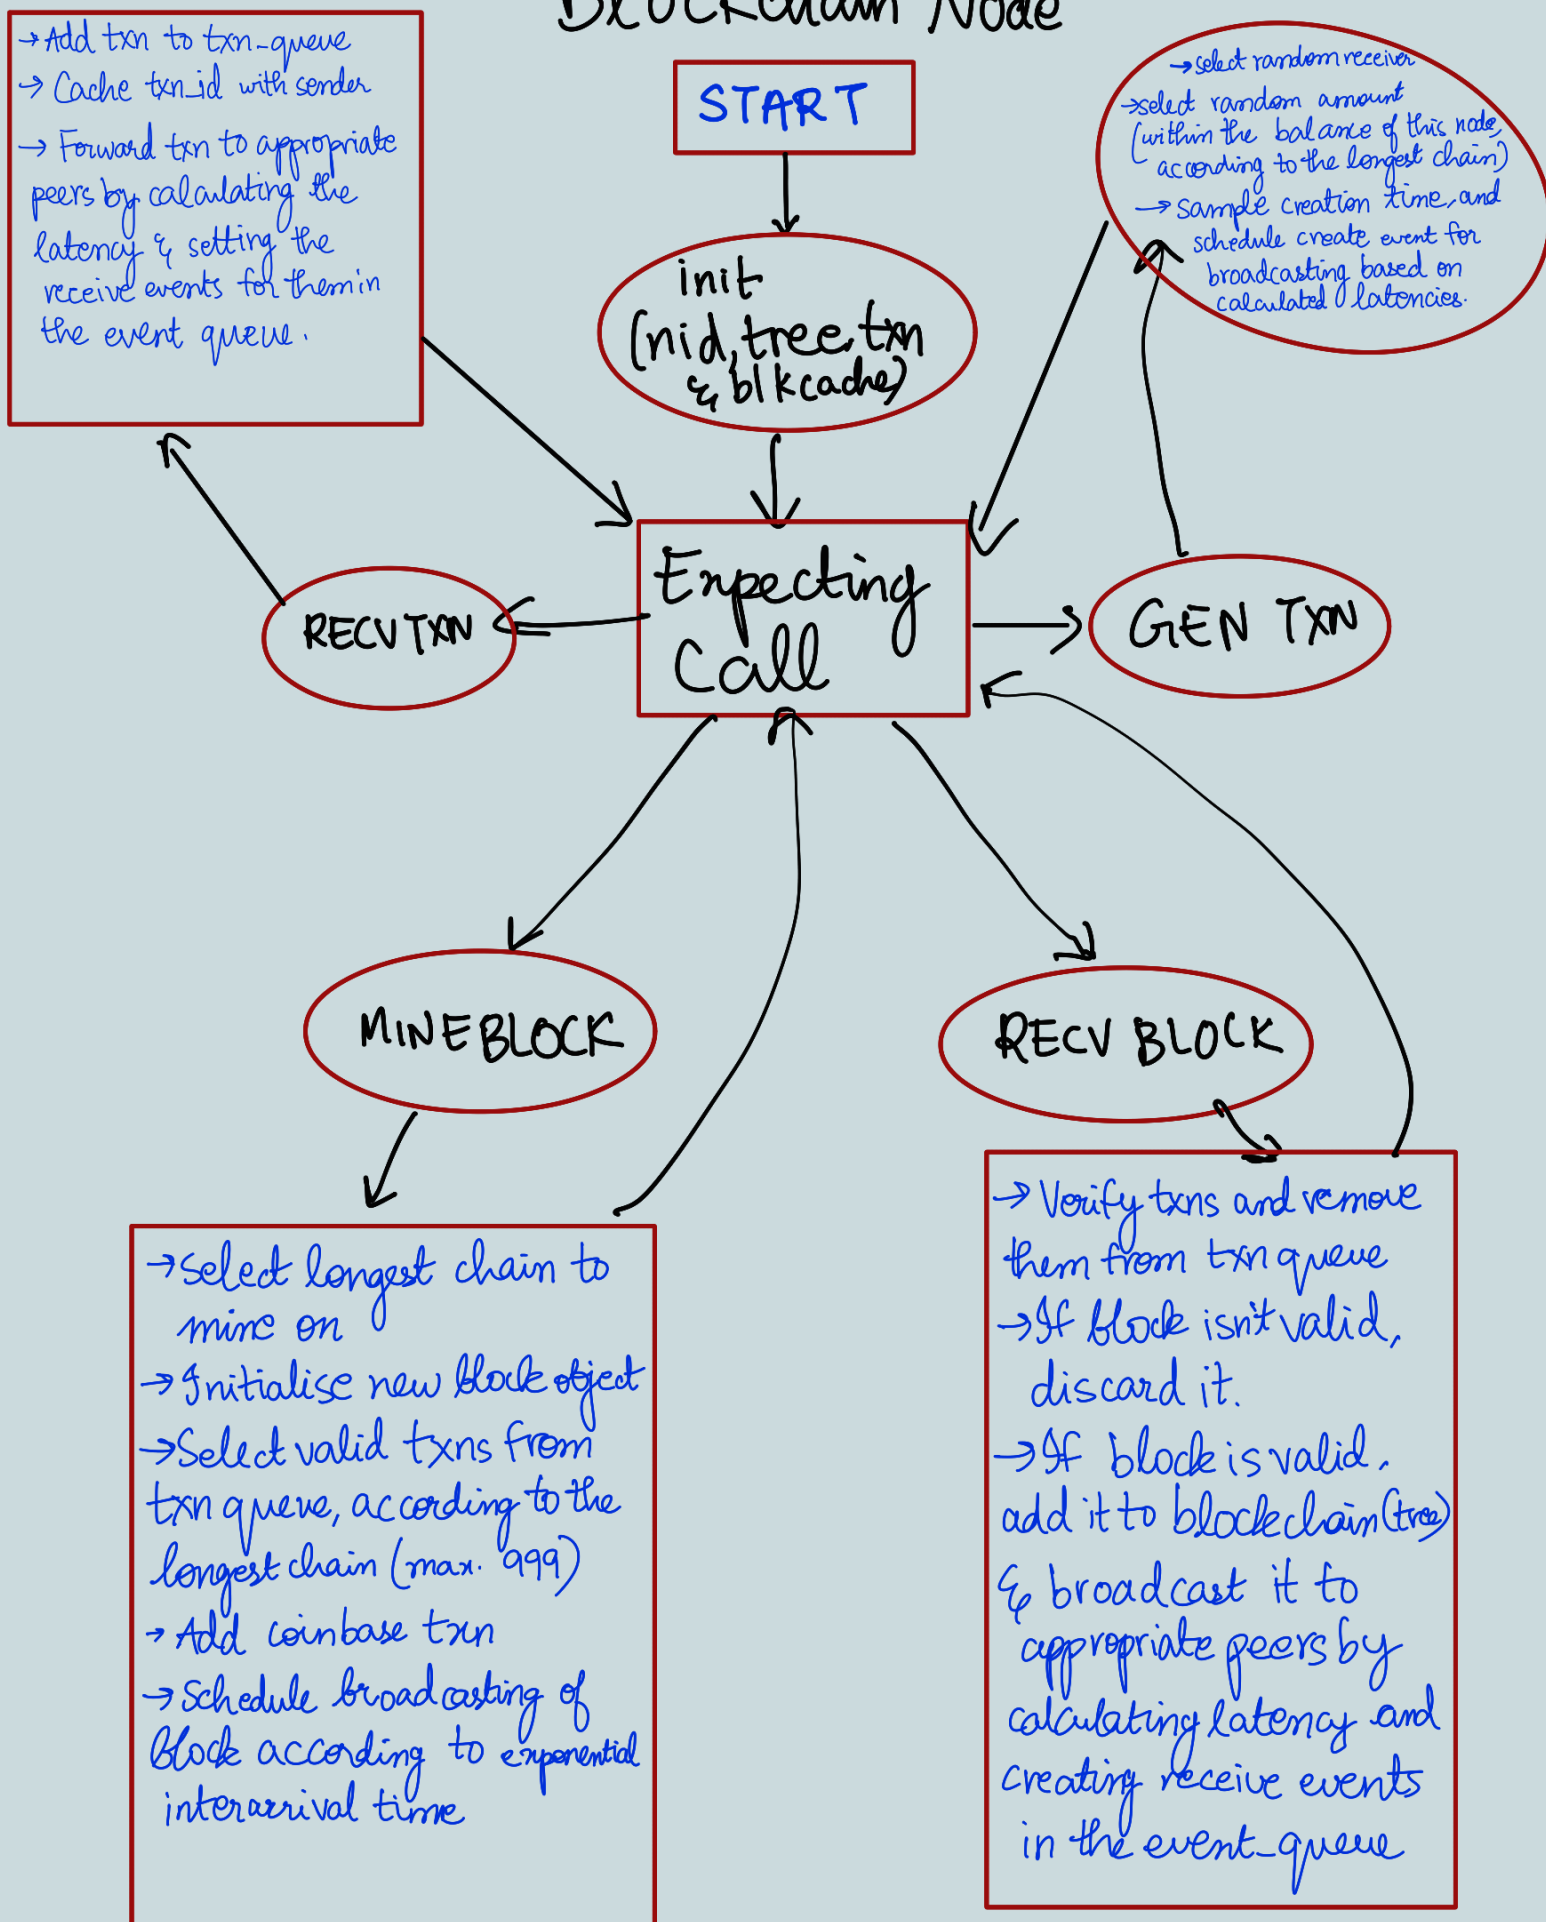 Blockchain Node
→ Add txn to txn_queue
→ Cache txn_id with sender
→ Forward txn to appropriate
peers by calculating the
latency & setting the
receive events for them in
the event queue.
START
init
(nid, tree, txn
& blkcache)
→ select random receiver
→ select random amount
(within the balance of this node,
according to the longest chain)
→ sample creation time, and
schedule create event for
broadcasting based on
calculated latencies.
RECV TXN
Expecting
Call
GEN TXN
MINE BLOCK
RECV BLOCK
→ Select longest chain to
mine on
→ Initialise new block object
→ Select valid txns from
txn queue, according to the
longest chain (max. 999)
→ Add coinbase txn
→ Schedule broadcasting of
block according to exponential
interarrival time
→ Verify txns and remove
them from txn queue
→ If block isn't valid,
discard it.
→ If block is valid,
add it to blockchain (tree)
& broadcast it to
appropriate peers by
calculating latency and
creating receive events
in the event_queue